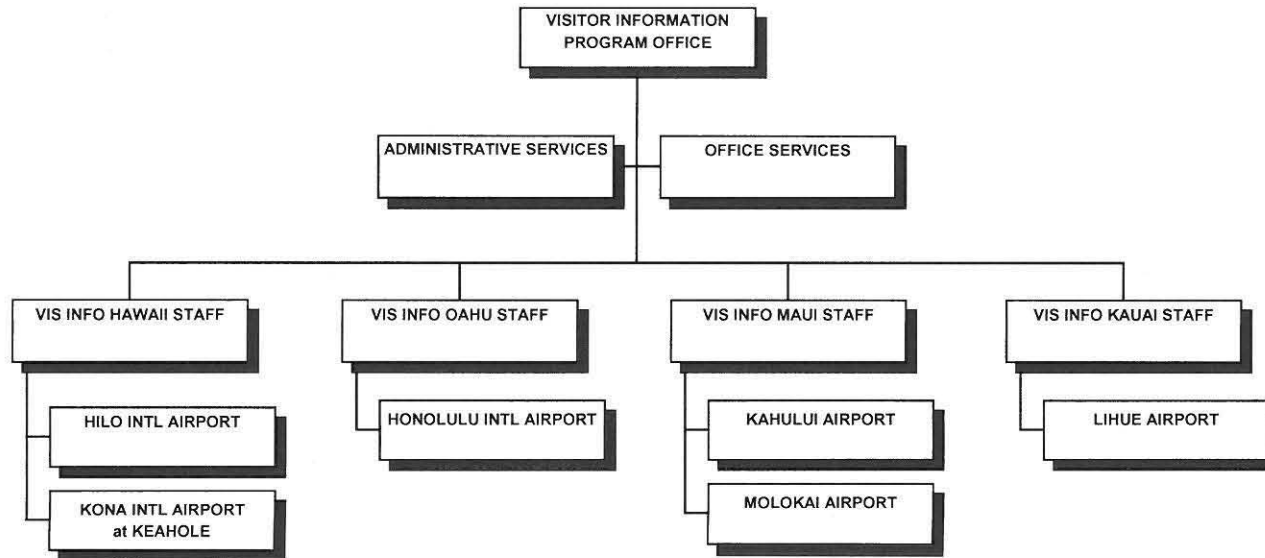 VISITOR INFORMATION
PROGRAM OFFICE
ADMINISTRATIVE SERVICES
OFFICE SERVICES
VIS INFO HAWAII STAFF
VIS INFO OAHU STAFF
VIS INFO MAUI STAFF
VIS INFO KAUAI STAFF
HILO INTL AIRPORT
HONOLULU INTL AIRPORT
KAHULUI AIRPORT
LIHUE AIRPORT
KONA INTL AIRPORT
at KEAHOLE
MOLOKAI AIRPORT